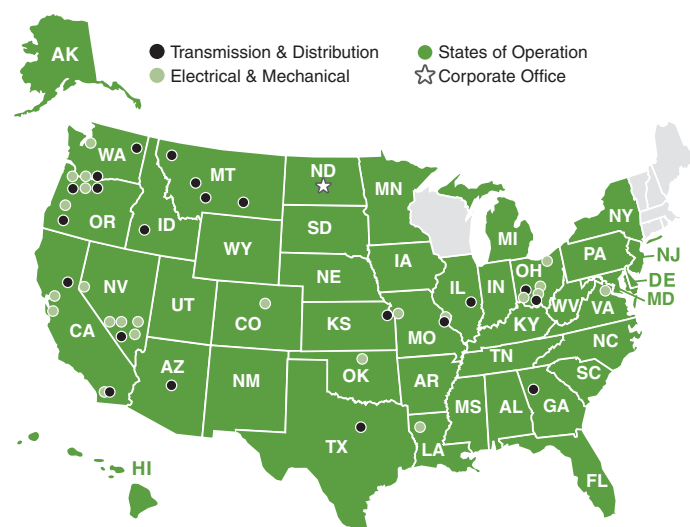 AK
Transmission & Distribution
States of Operation
Electrical & Mechanical
Corporate Office
WA
MT
ND
MN
OR
ID
SD
WY
MI
NY
IA
PA
NJ
NE
OH
DE
NV
IL
IN
MD
UT
WV
VA
CO
KS
MO
KY
CA
NC
TN
AZ
OK
SC
NM
AR
MS
AL
GA
TX
LA
HI
FL